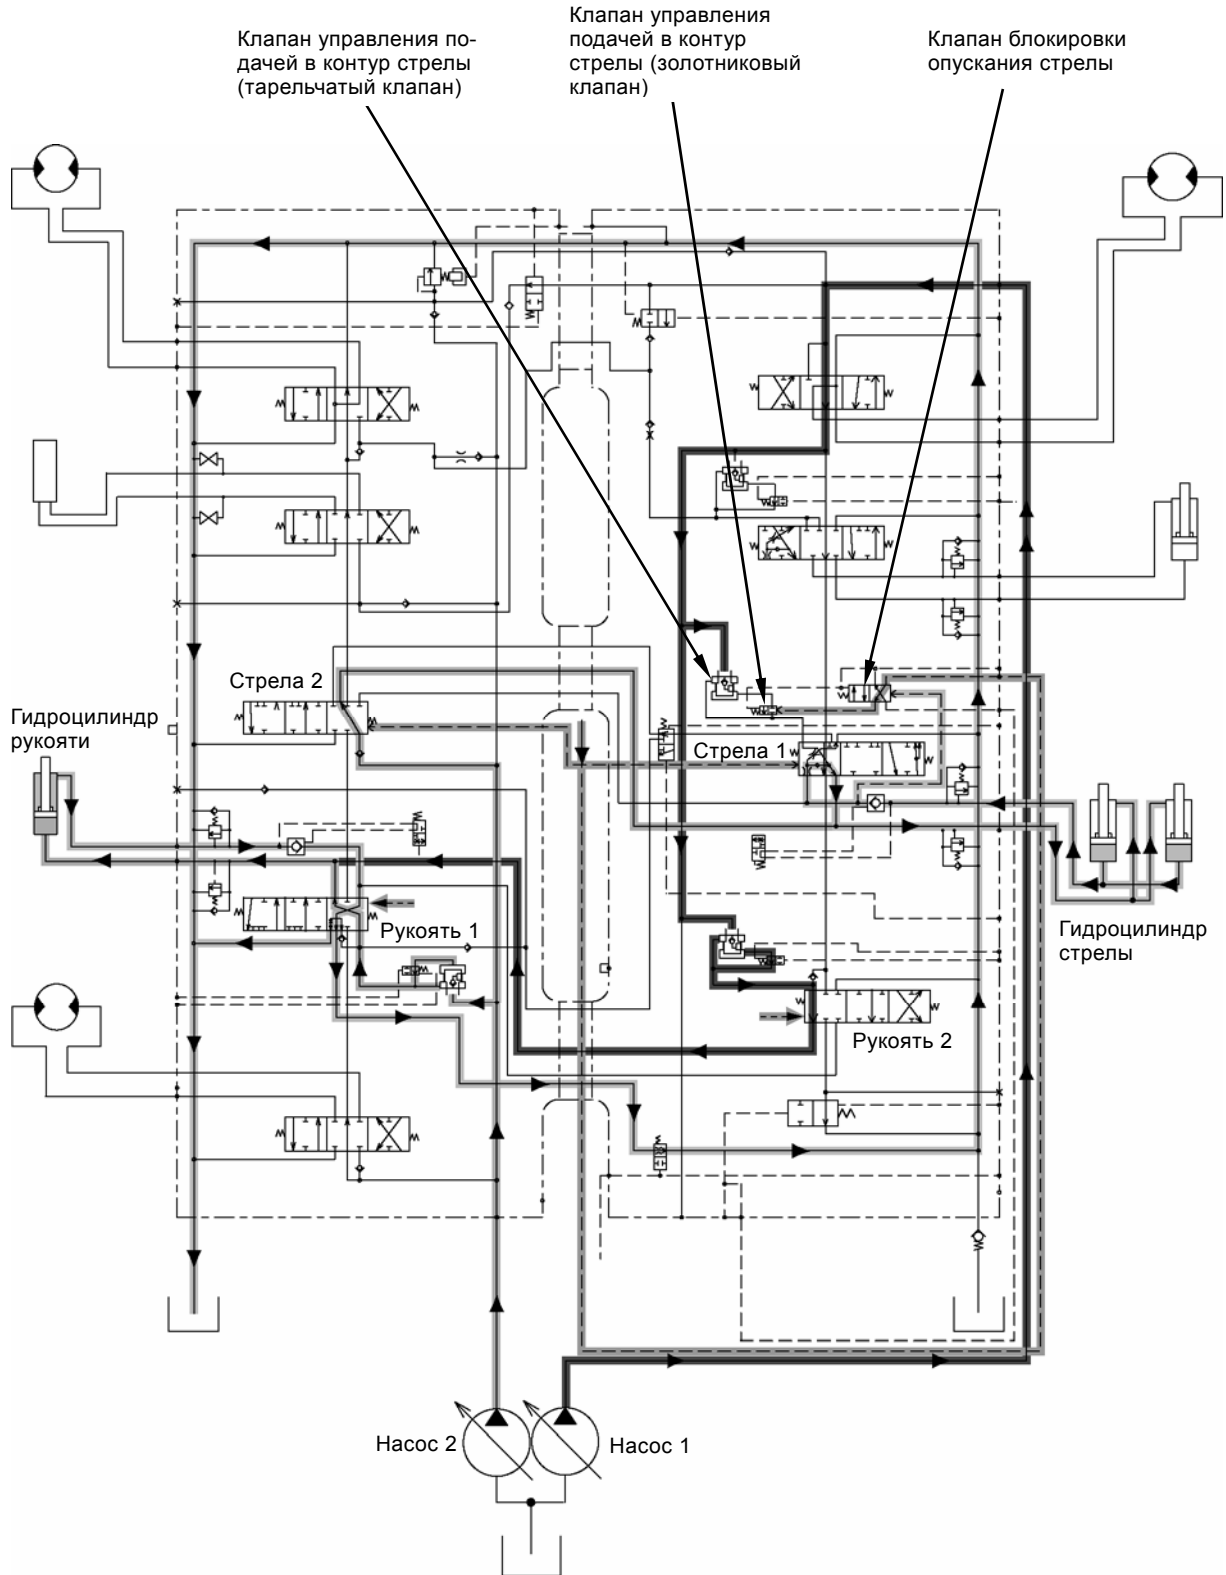 Клапан управления по-
дачей в контур стрелы
(тарельчатый клапан)
Клапан управления
подачей в контур
стрелы (золотниковый
клапан)
Клапан блокировки
опускания стрелы
Стрела 2
Гидроцилиндр
рукояти
Стрела 1
Рукоять 1
Гидроцилиндр
стрелы
Рукоять 2
Насос 2
Насос 1